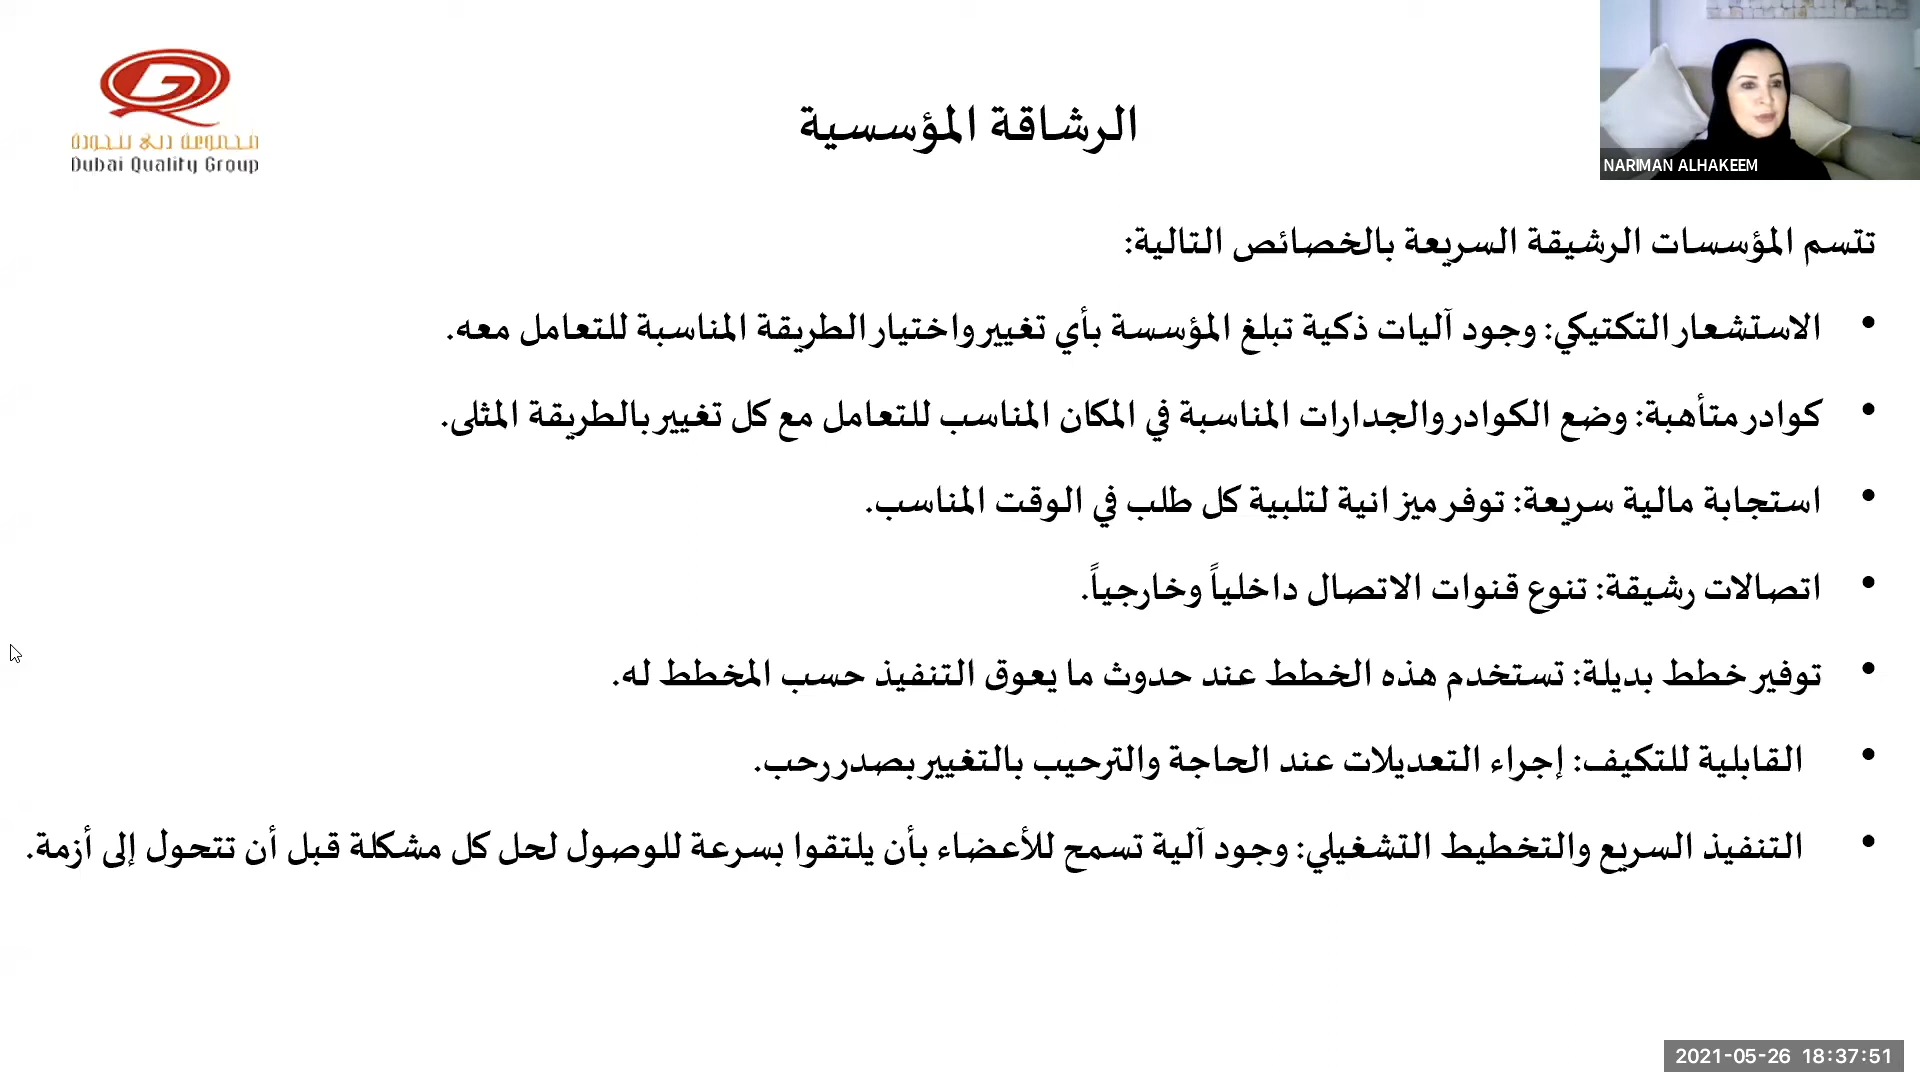 مجموعة دبي للجودة
Dubai Quality Group
الرشاقة المؤسسية
NARIMAN ALHAKEEM
تتسم المؤسسات الرشيقة السريعة بالخصائص التالية:
• الاستشعار التكتيكي: وجود آليات ذكية تبلغ المؤسسة بأي تغيير واختيار الطريقة المناسبة للتعامل معه.
• كوادر متأهبة: وضع الكوادر والجدارات المناسبة في المكان المناسب للتعامل مع كل تغيير بالطريقة المثلى.
• استجابة مالية سريعة: توفر ميزانية لتلبية كل طلب في الوقت المناسب.
• اتصالات رشيقة: تنوع قنوات الاتصال داخلياً وخارجياً.
• توفير خطط بديلة: تستخدم هذه الخطط عند حدوث ما يعوق التنفيذ حسب المخطط له.
• القابلية للتكيف: إجراء التعديلات عند الحاجة والترحيب بالتغيير بصدر رحب.
• التنفيذ السريع والتخطيط التشغيلي: وجود آلية تسمح للأعضاء بأن يلتقوا بسرعة للوصول لحل كل مشكلة قبل أن تتحول إلى أزمة.
2021-05-26 18:37:51